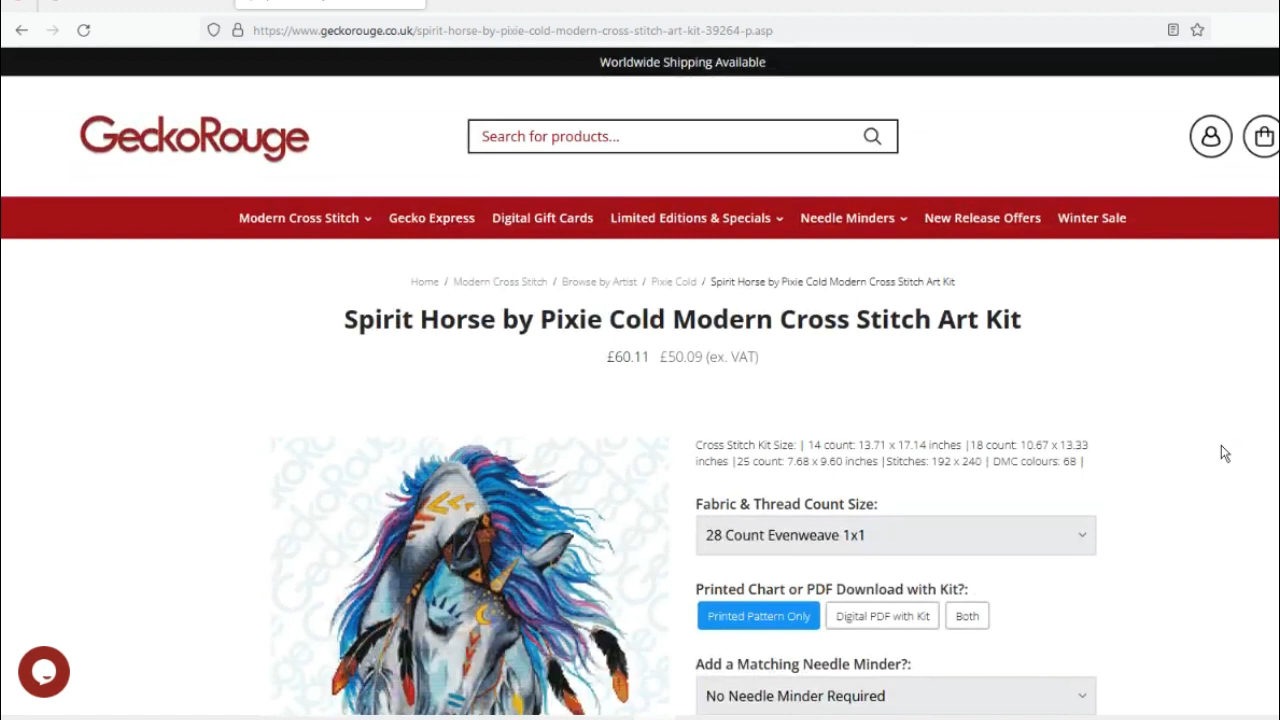 https://www.geckorouge.co.uk/spirit-horse-by-pixie-cold-modern-cross-stitch-art-kit-39264-p.asp
Worldwide Shipping Available
GeckoRouge
Search for products...
Modern Cross Stitch
Gecko Express
Digital Gift Cards
Limited Editions & Specials
Needle Minders
New Release Offers
Winter Sale
Home / Modern Cross Stitch / Browse by Artist / Pixie Cold / Spirit Horse by Pixie Cold Modern Cross Stitch Art Kit
Spirit Horse by Pixie Cold Modern Cross Stitch Art Kit
£60.11 £50.09 (ex. VAT)
Cross Stitch Kit Size: | 14 count: 13.71 x 17.14 inches |18 count: 10.67 x 13.33
inches |25 count: 7.68 x 9.60 inches |Stitches: 192 x 240 | DMC colours: 68 |
Fabric & Thread Count Size:
28 Count Evenweave 1x1
Printed Chart or PDF Download with Kit?:
Printed Pattern Only
Digital PDF with Kit
Both
Add a Matching Needle Minder?:
No Needle Minder Required